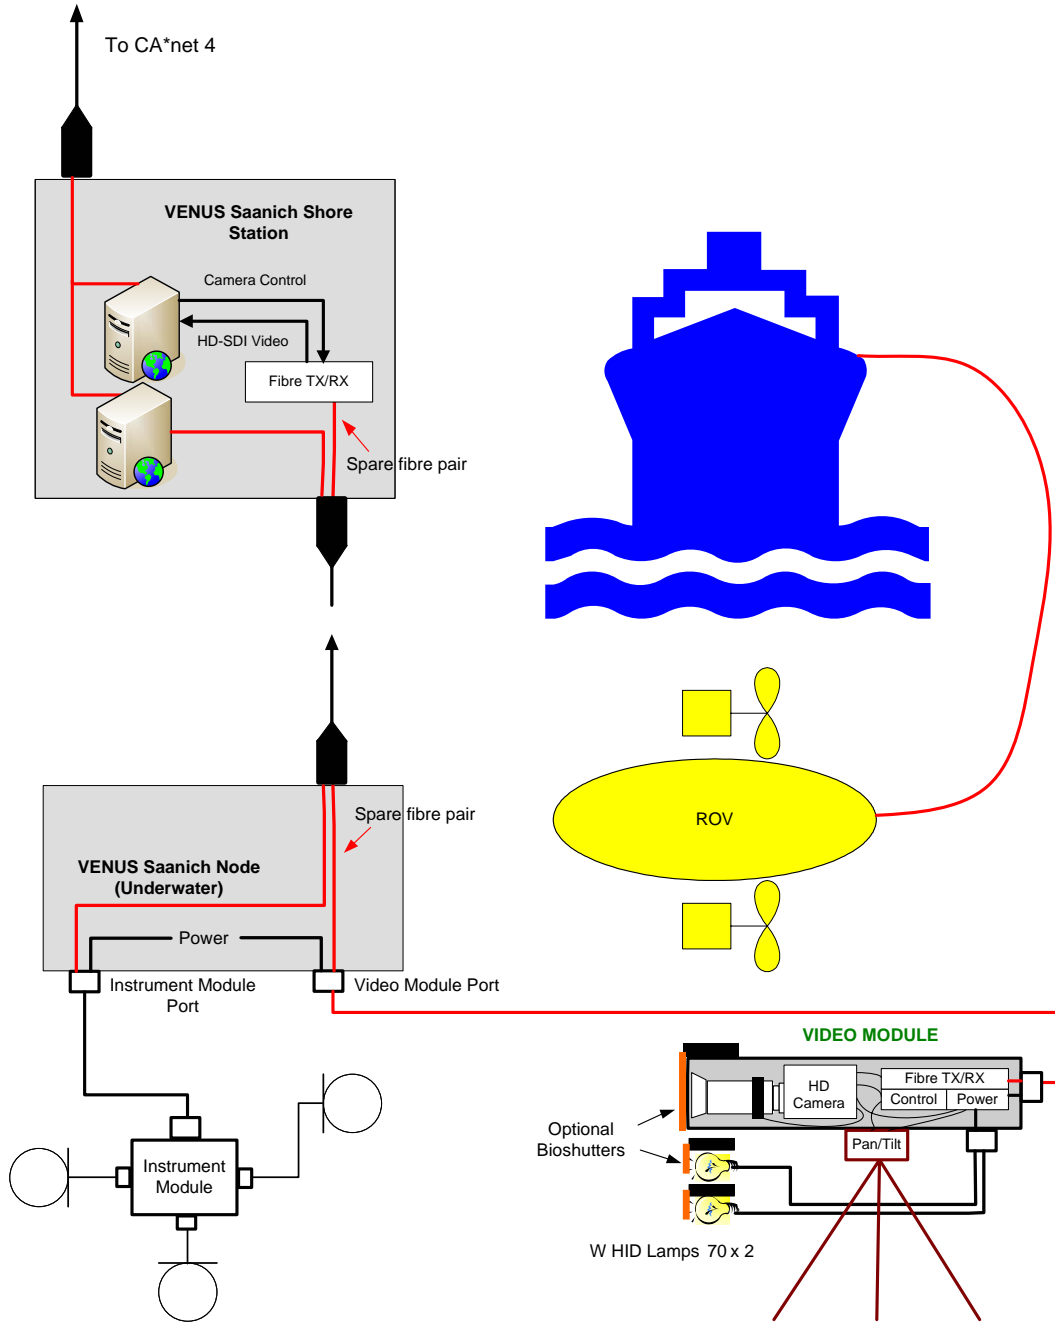 To CA*net 4
VENUS Saanich Shore
Station
Camera Control
HD-SDI Video
Fibre TX/RX
Spare fibre pair
Spare fibre pair
VENUS Saanich Node
(Underwater)
Power
Instrument Module
Port
Video Module Port
ROV
VIDEO MODULE
HD
Camera
Fibre TX/RX
Control
Power
Pan/Tilt
Optional
Bioshutters
Instrument
Module
W HID Lamps 70 x 2